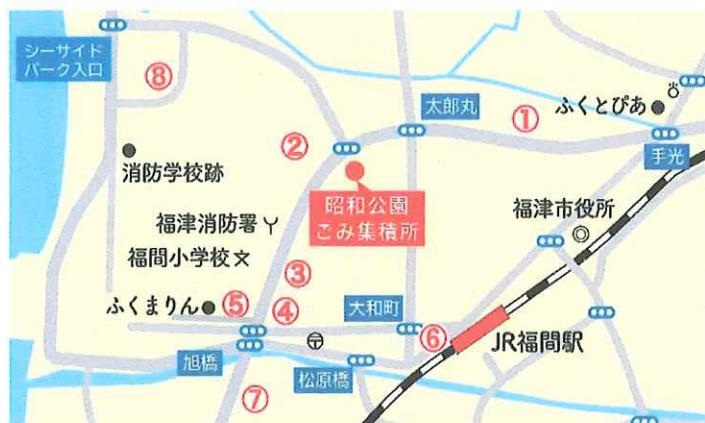 シーサイド
パーク入口
⑧
太郎丸
①
ふくとぴあ
②
手光
消防学校跡
昭和公園
ごみ集積所
福津市役所
福津消防署
福間小学校
③
ふくまりん
⑤
④
大和町
⑥
JR福間駅
旭橋
松原橋
⑦